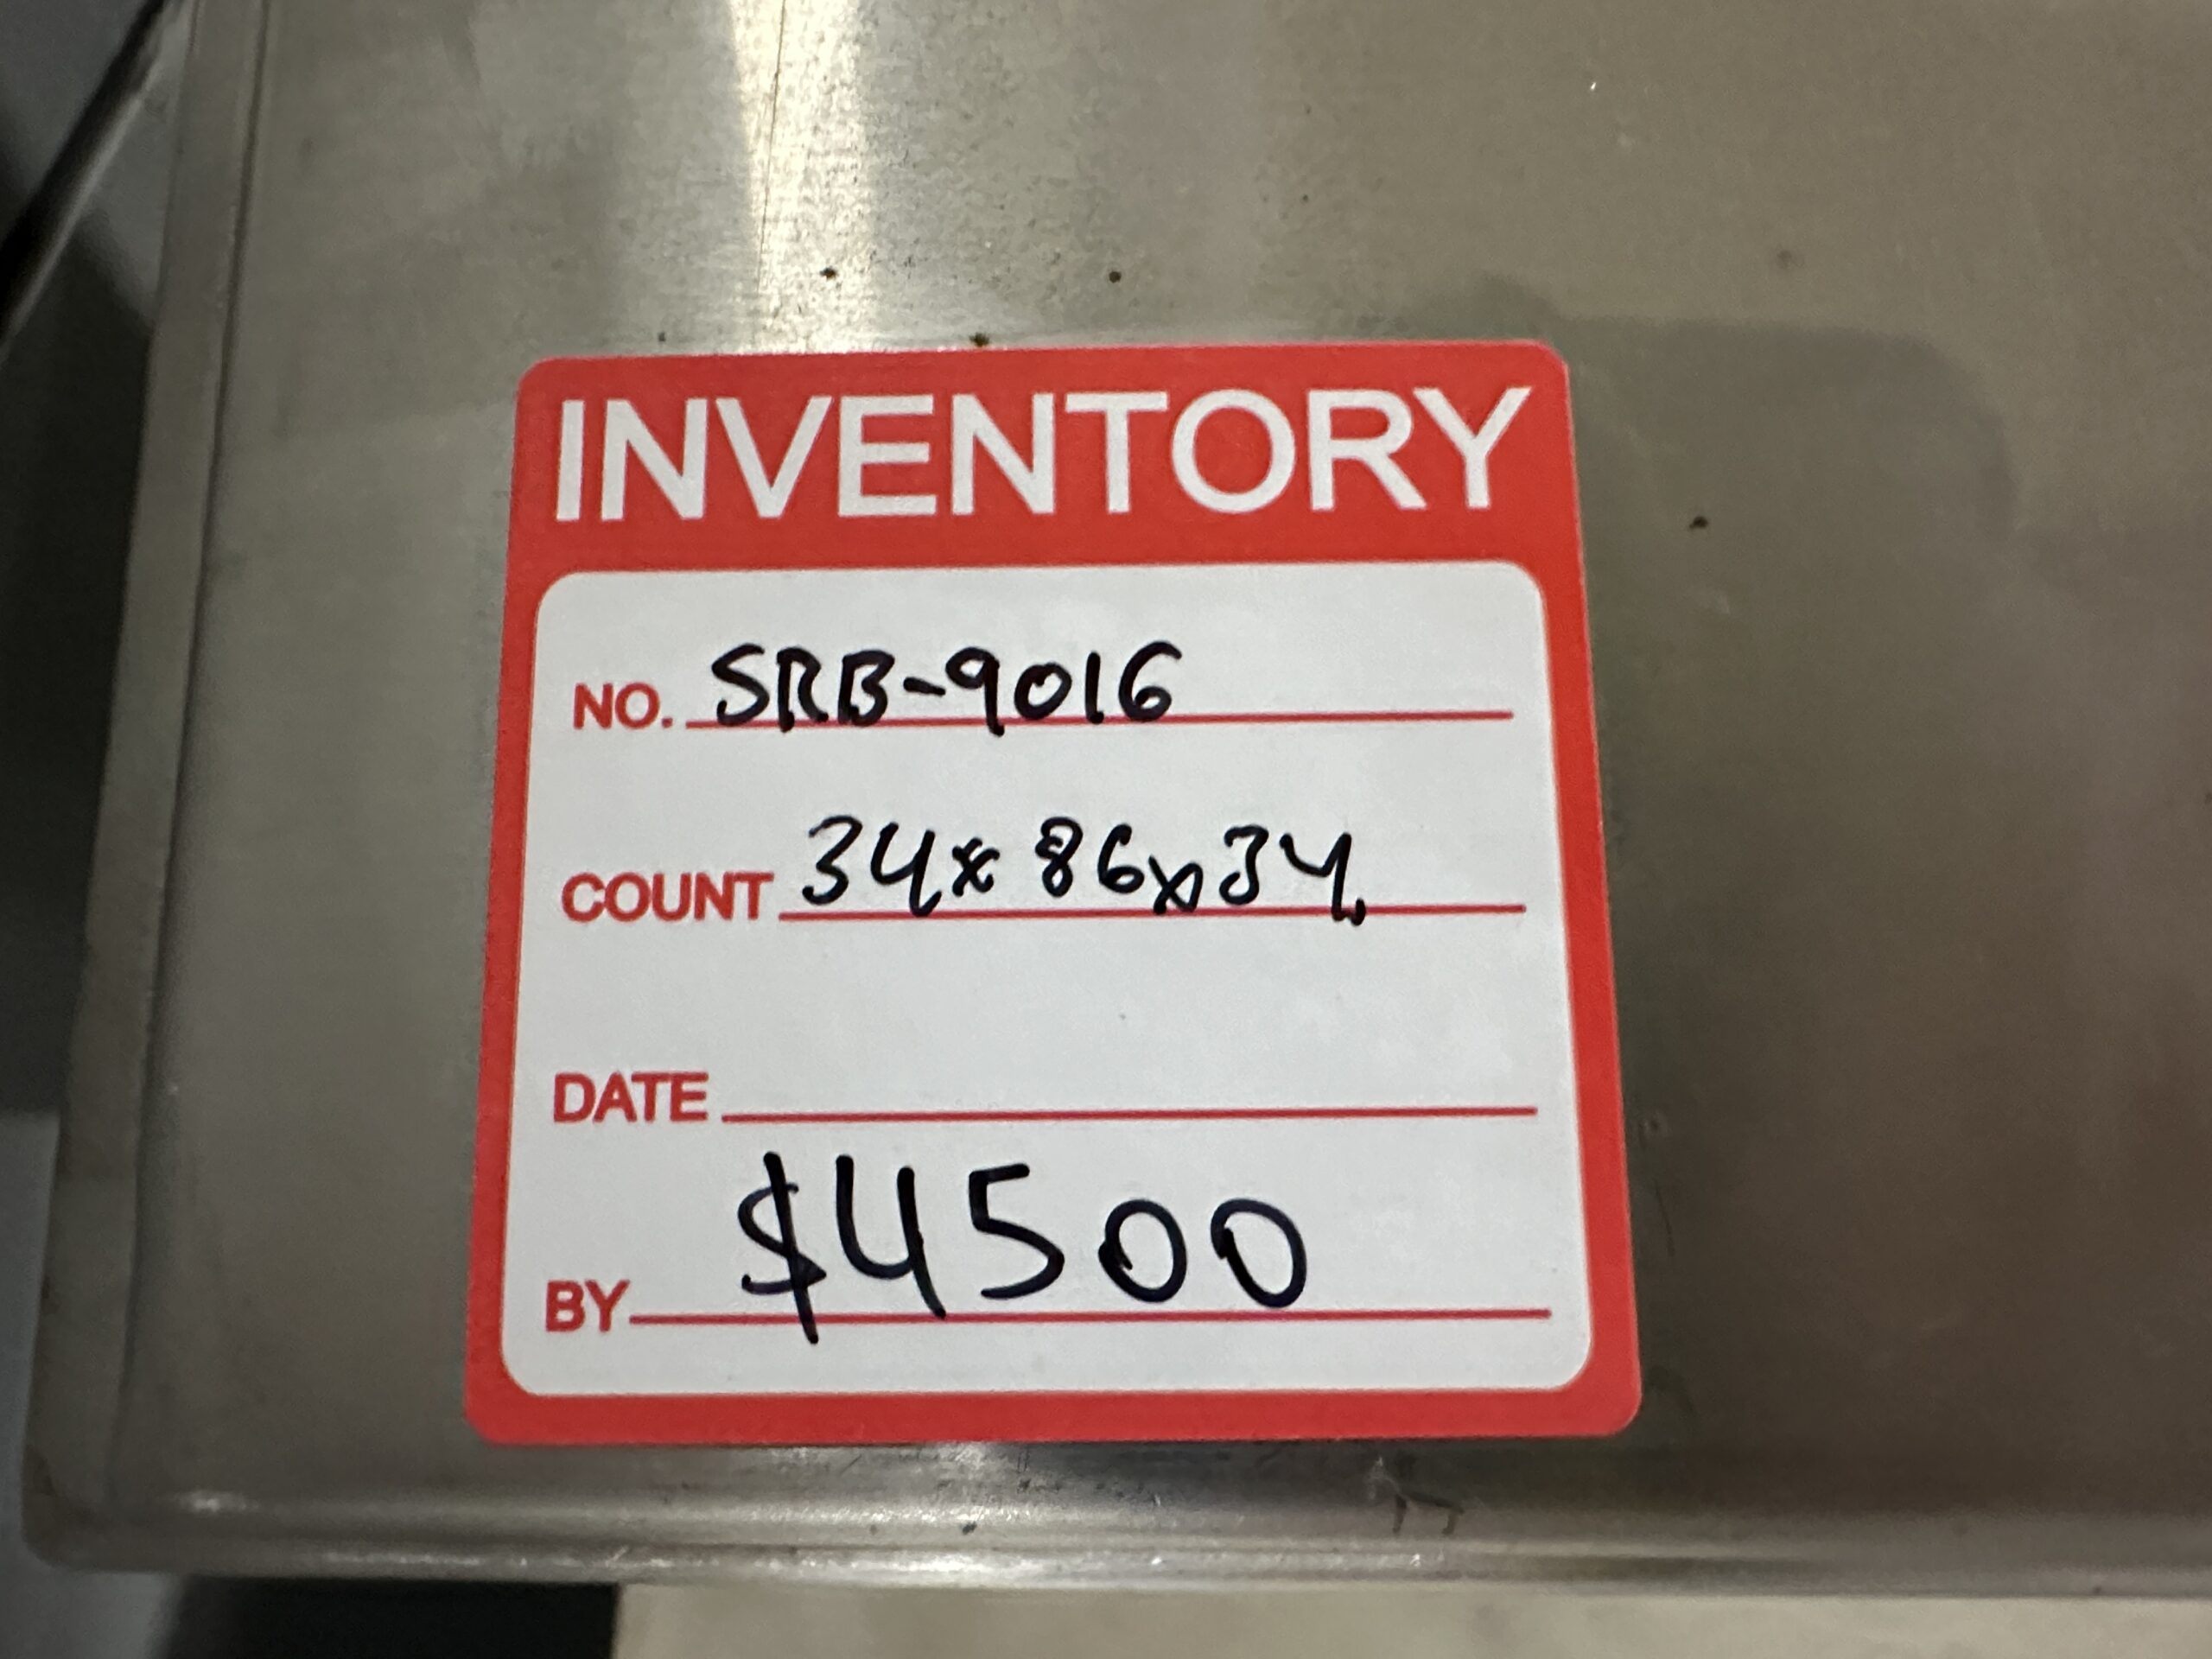 INVENTORY
NO. SRB-9016
COUNT 34x86x34
DATE
BY $4500